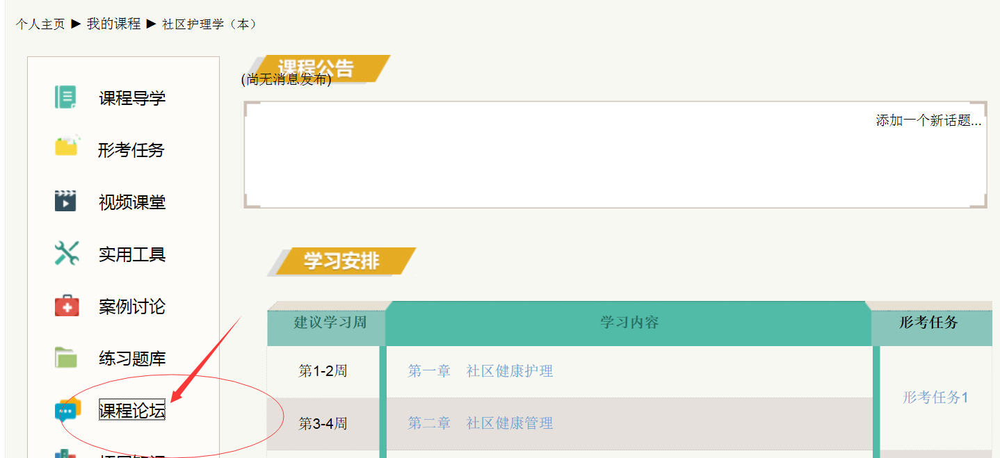 个人主页 ► 我的课程 ► 社区护理学（本）
课程导学
形考任务
视频课堂
实用工具
案例讨论
练习题库
课程论坛
课程公告
(尚无消息发布)
添加一个新话题...
学习安排
建议学习周 学习内容 形考任务
第1-2周 第一章 社区健康护理
形考任务1
第3-4周 第二章 社区健康管理